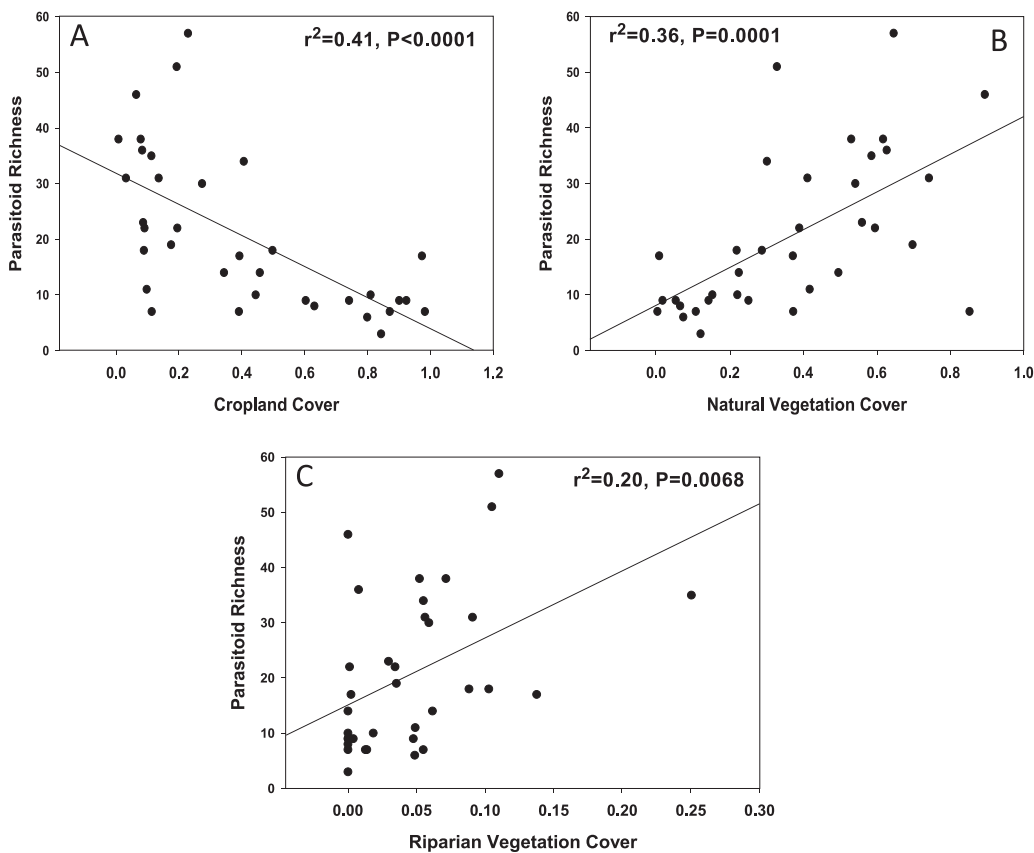 A
r²=0.41, P<0.0001
Parasitoid Richness
60
50
40
30
20
10
0
0.0 0.2 0.4 0.6 0.8 1.0 1.2
Cropland Cover
B
r²=0.36, P=0.0001
Parasitoid Richness
60
50
40
30
20
10
0
0.0 0.2 0.4 0.6 0.8 1.0
Natural Vegetation Cover
C
r²=0.20, P=0.0068
Parasitoid Richness
60
50
40
30
20
10
0
0.00 0.05 0.10 0.15 0.20 0.25 0.30
Riparian Vegetation Cover